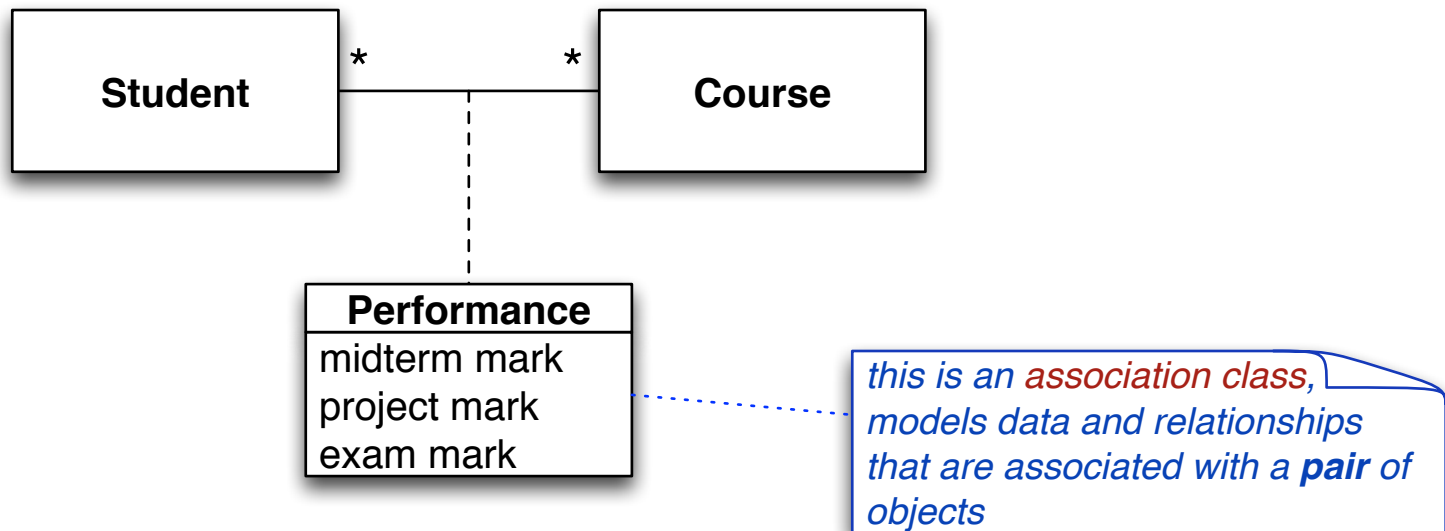 Student
*
*
Course
Performance
midterm mark
project mark
exam mark
this is an association class,
models data and relationships
that are associated with a pair of
objects